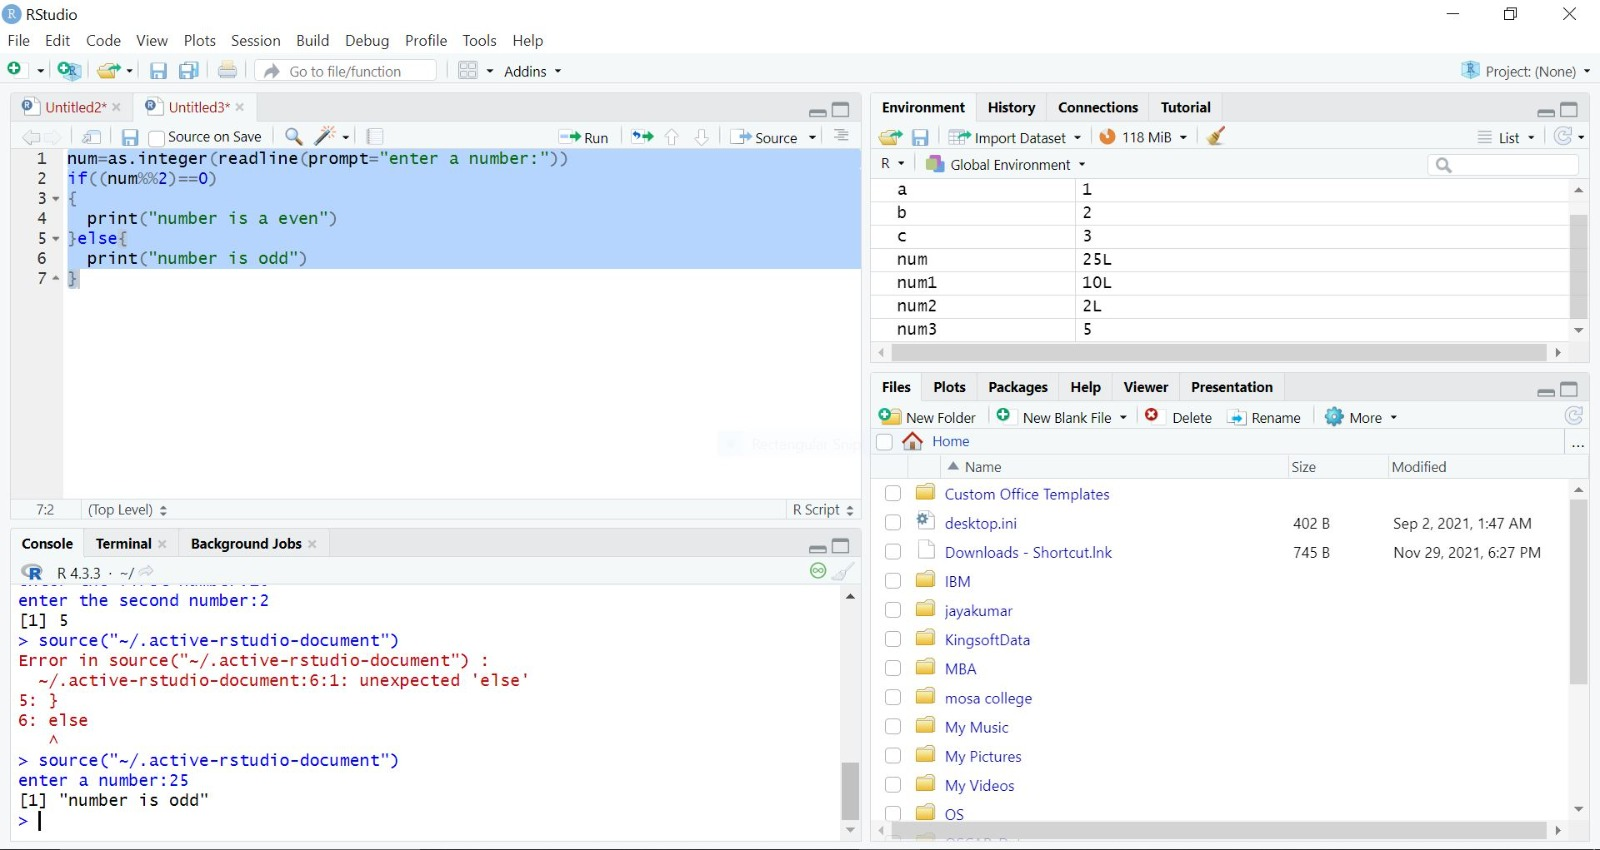 RStudio
File Edit Code View Plots Session Build Debug Profile Tools Help
Go to file/function Addins Project: (None)
Untitled2* Untitled3*
Source on Save Run Source
1 num=as.integer(readline(prompt="enter a number:"))
2 if((num%%2)==0)
3 {
4 print("number is a even")
5 }else{
6 print("number is odd")
7 }
7:2 (Top Level) R Script
Console Terminal Background Jobs
R 4.3.3 · ~/
enter the second number:2
[1] 5
> source("~/.active-rstudio-document")
Error in source("~/.active-rstudio-document") :
~/.active-rstudio-document:6:1: unexpected 'else'
5: }
6: else
^
> source("~/.active-rstudio-document")
enter a number:25
[1] "number is odd"
>
Environment History Connections Tutorial
Import Dataset 118 MiB List
R Global Environment
a 1
b 2
c 3
num 25L
num1 10L
num2 2L
num3 5
Files Plots Packages Help Viewer Presentation
New Folder New Blank File Delete Rename More
Home ...
Name Size Modified
Custom Office Templates
desktop.ini 402 B Sep 2, 2021, 1:47 AM
Downloads - Shortcut.lnk 745 B Nov 29, 2021, 6:27 PM
IBM
jayakumar
KingsoftData
MBA
mosa college
My Music
My Pictures
My Videos
OS